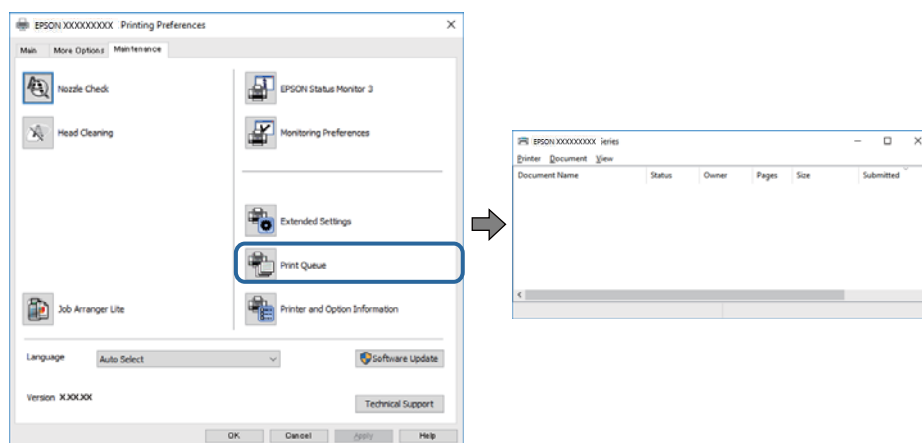 EPSON XXXXXXXXX Printing Preferences
Main More Options Maintenance
Nozzle Check
EPSON Status Monitor 3
Head Cleaning
Monitoring Preferences
Extended Settings
Print Queue
Job Arranger Lite
Printer and Option Information
Language Auto Select
Software Update
Version X.XX.XX
Technical Support
OK Cancel Apply Help
EPSON XXXXXXXXX ieries
Printer Document View
Document Name Status Owner Pages Size Submitted